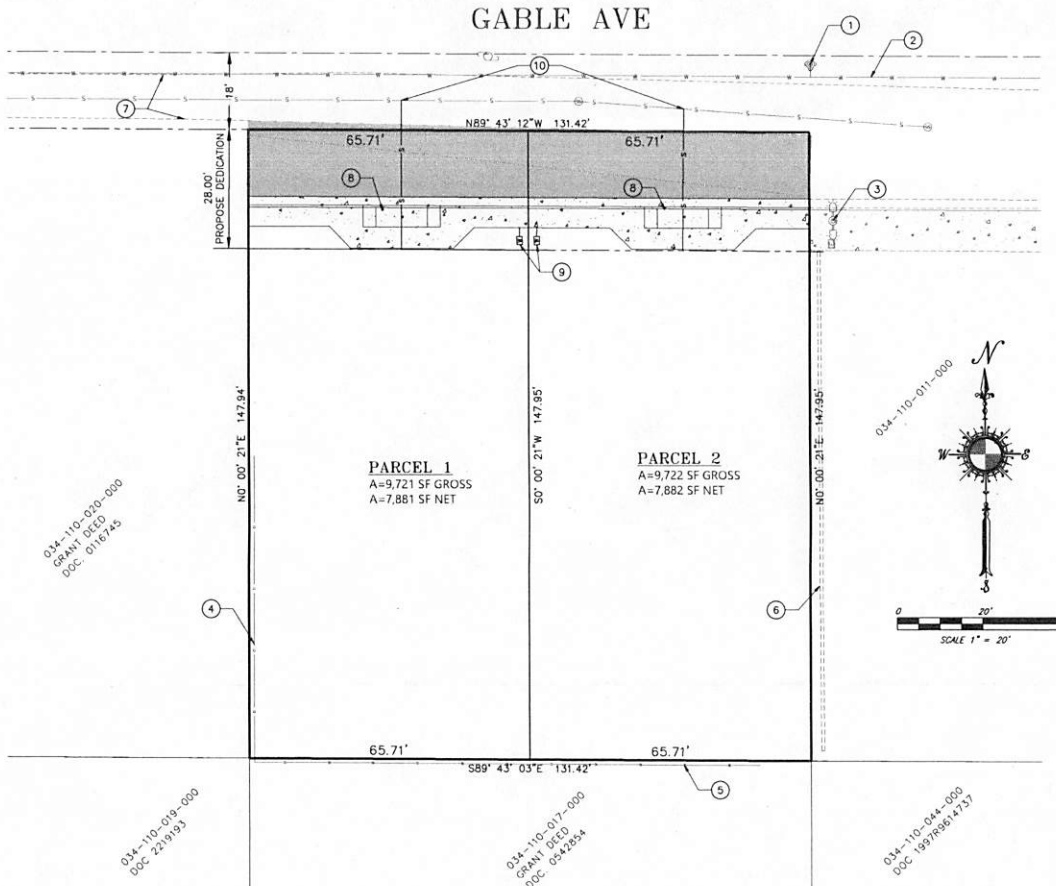 GABLE AVE
1
2
10
W W W W W W W W W W W W W W W W
7
18'
S S S S S S S S S S S S S
N89° 43' 12"W 131.42'
65.71'
65.71'
S
S
28.00'
PROPOSE DEDICATION
8
8
3
S
S
9
N0° 00' 21"E 147.94'
S0° 00' 21"W 147.95'
N0° 00' 21"E 147.95'
034-110-011-000
N
W
E
S
PARCEL 1
A=9,721 SF GROSS
A=7,881 SF NET
PARCEL 2
A=9,722 SF GROSS
A=7,882 SF NET
034-110-020-000
GRANT DEED
DOC. 0116745
4
6
0 20'
SCALE 1" = 20'
65.71'
65.71'
S89° 43' 03"E 131.42'
5
034-110-019-000
DOC 2219193
034-110-017-000
GRANT DEED
DOC. 0542854
034-110-044-000
DOC 1997R9614737